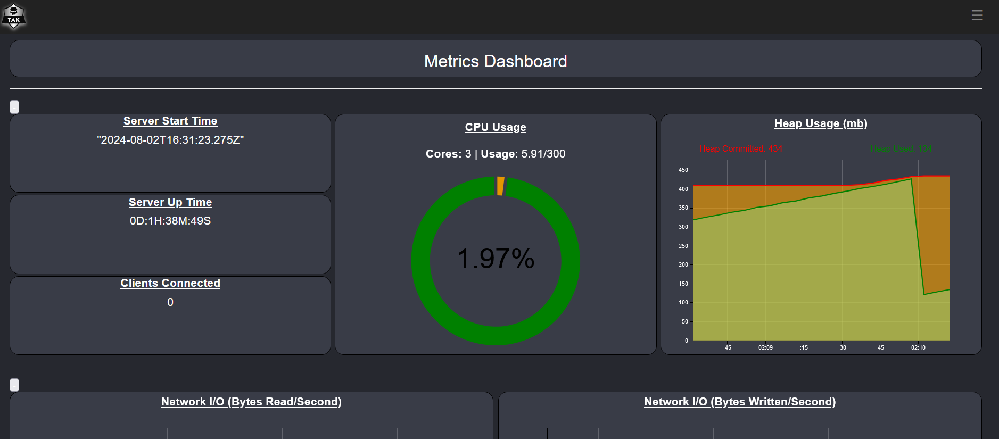 TAK
Metrics Dashboard
Server Start Time
"2024-08-02T16:31:23.275Z"
Server Up Time
0D:1H:38M:49S
Clients Connected
0
CPU Usage
Cores: 3 | Usage: 5.91/300
1.97%
Heap Usage (mb)
Heap Committed: 434 Heap Used: 134
450
400
350
300
250
200
150
100
50
0
:45 02:09 :15 :30 :45 02:10
Network I/O (Bytes Read/Second)
Network I/O (Bytes Written/Second)